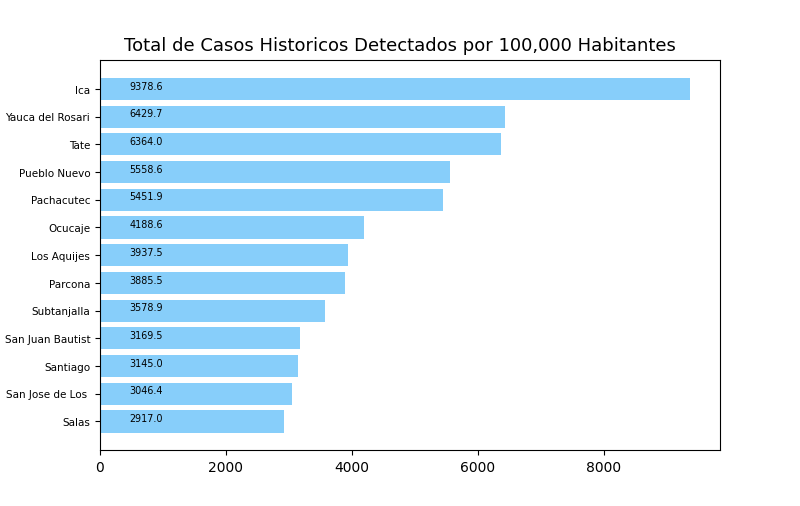 Total de Casos Historicos Detectados por 100,000 Habitantes
Ica 9378.6
Yauca del Rosari 6429.7
Tate 6364.0
Pueblo Nuevo 5558.6
Pachacutec 5451.9
Ocucaje 4188.6
Los Aquijes 3937.5
Parcona 3885.5
Subtanjalla 3578.9
San Juan Bautist 3169.5
Santiago 3145.0
San Jose de Los 3046.4
Salas 2917.0
0 2000 4000 6000 8000